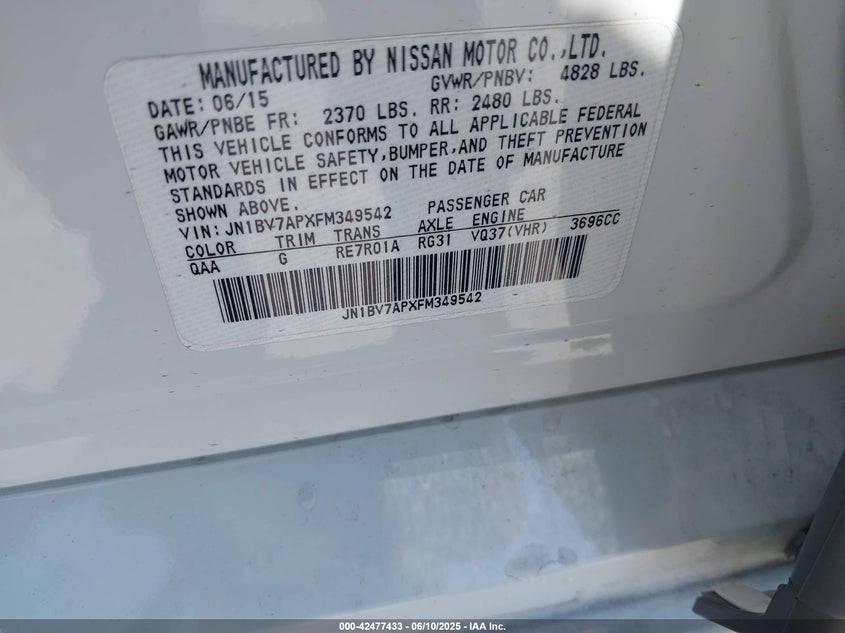 MANUFACTURED BY NISSAN MOTOR CO.,LTD.
DATE: 06/15 GVWR/PNBV: 4828 LBS.
GAWR/PNBE FR: 2370 LBS. RR: 2480 LBS.
THIS VEHICLE CONFORMS TO ALL APPLICABLE FEDERAL
MOTOR VEHICLE SAFETY,BUMPER,AND THEFT PREVENTION
STANDARDS IN EFFECT ON THE DATE OF MANUFACTURE
SHOWN ABOVE.
VIN: JN1BV7APXFM349542 PASSENGER CAR
COLOR TRIM TRANS AXLE ENGINE
QAA G RE7R01A RG31 VQ37(VHR) 3696CC
JN1BV7APXFM349542
000-42477433 - 06/10/2025 - IAA Inc.